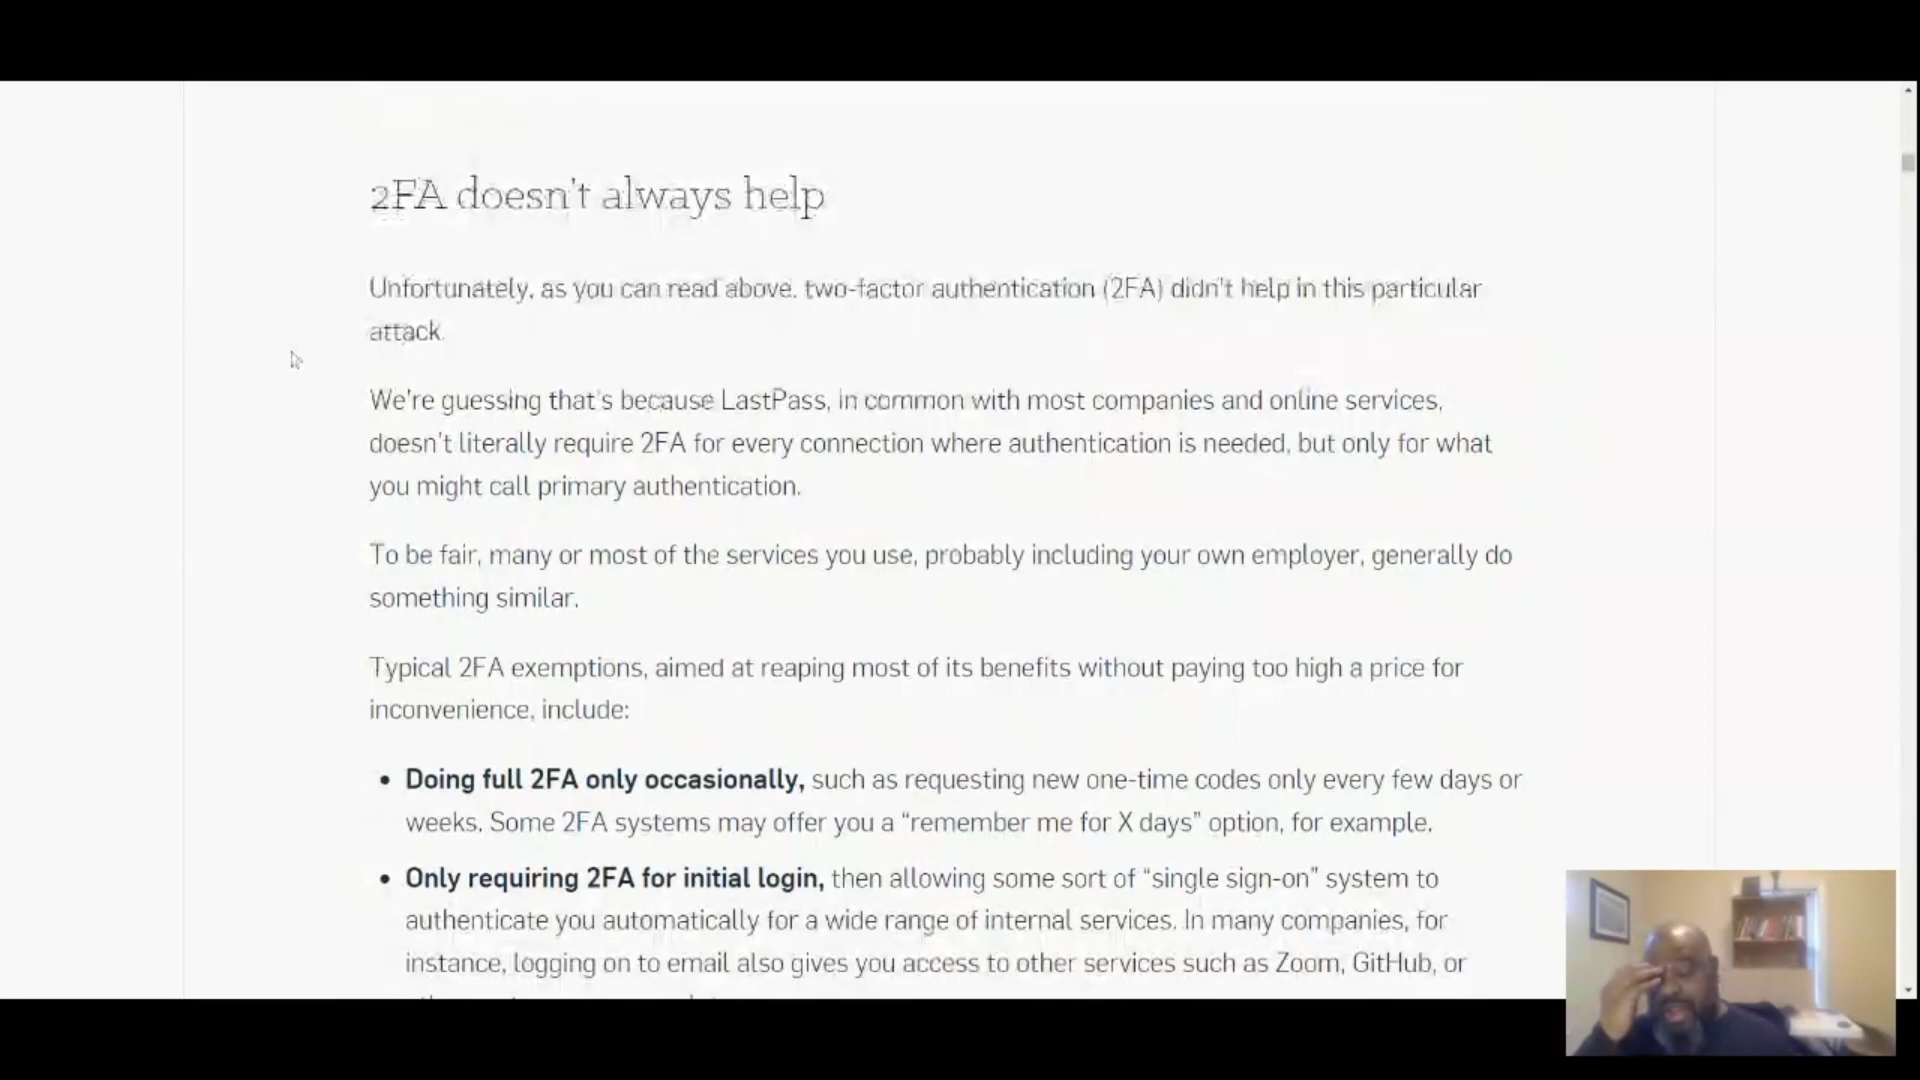 2FA doesn't always help
Unfortunately, as you can read above, two-factor authentication (2FA) didn't help in this particular
attack.
We're guessing that's because LastPass, in common with most companies and online services,
doesn't literally require 2FA for every connection where authentication is needed, but only for what
you might call primary authentication.
To be fair, many or most of the services you use, probably including your own employer, generally do
something similar.
Typical 2FA exemptions, aimed at reaping most of its benefits without paying too high a price for
inconvenience, include:
• Doing full 2FA only occasionally, such as requesting new one-time codes only every few days or
weeks. Some 2FA systems may offer you a “remember me for X days” option, for example.
• Only requiring 2FA for initial login, then allowing some sort of “single sign-on” system to
authenticate you automatically for a wide range of internal services. In many companies, for
instance, logging on to email also gives you access to other services such as Zoom, GitHub, or